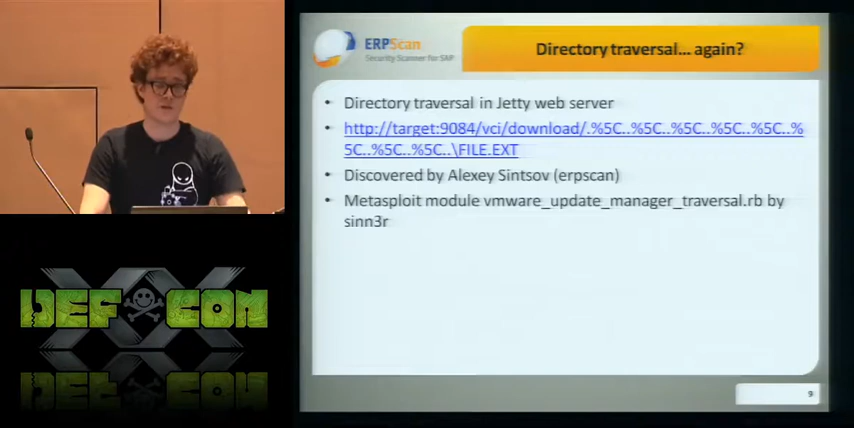 ERPScan
Security Scanner for SAP
Directory traversal... again?
• Directory traversal in Jetty web server
• http://target:9084/vci/download/.%5C..%5C..%5C..%5C..%5C..%
5C..%5C..%5C..\FILE.EXT
• Discovered by Alexey Sintsov (erpscan)
• Metasploit module vmware_update_manager_traversal.rb by
sinn3r
DEF CON
XX
9